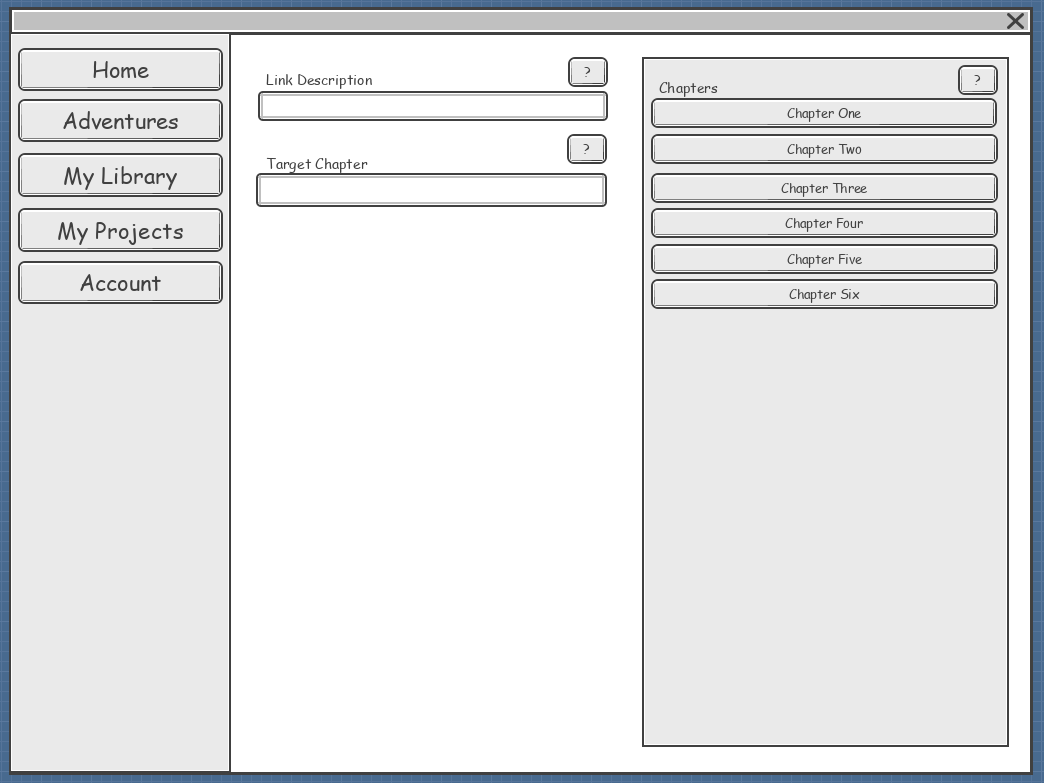 Home
Adventures
My Library
My Projects
Account
Link Description
?
Target Chapter
?
Chapters
?
Chapter One
Chapter Two
Chapter Three
Chapter Four
Chapter Five
Chapter Six